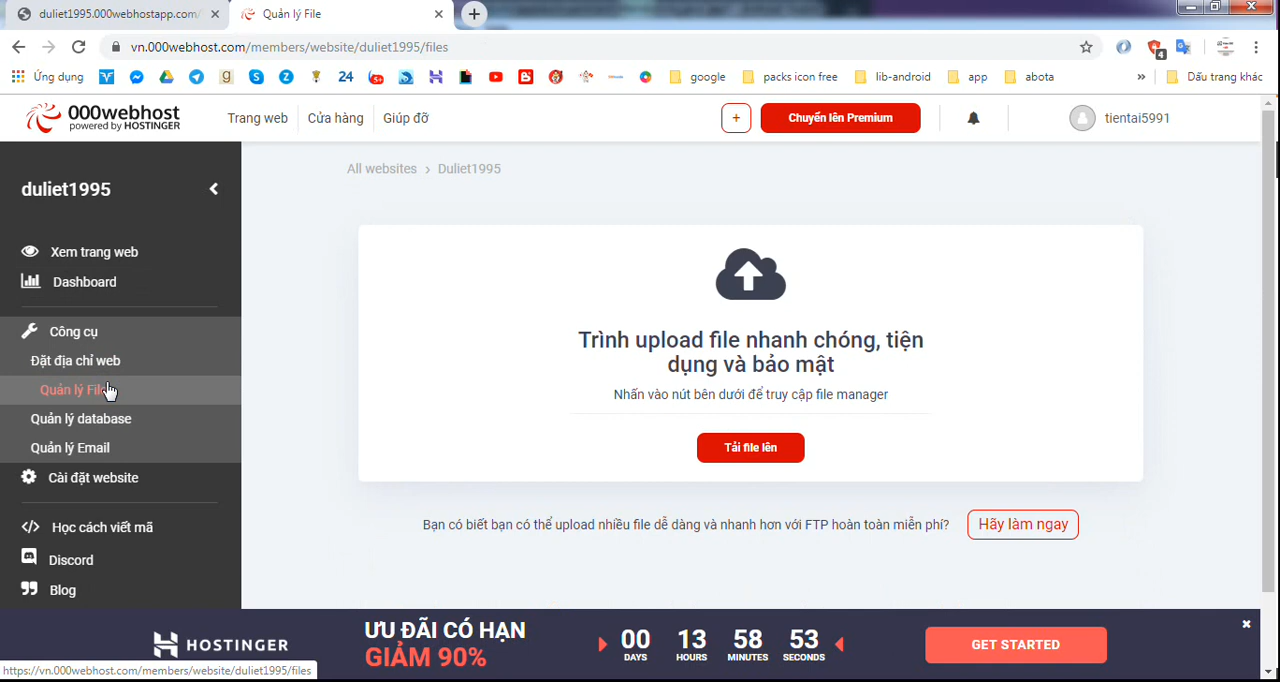 duliet1995.000webhostapp.com/
Quản lý File
vn.000webhost.com/members/website/duliet1995/files
4
Ứng dụng
24
google
packs icon free
lib-android
app
abota
»
Dấu trang khác
000webhost
powered by HOSTINGER
Trang web
Cửa hàng
Giúp đỡ
+
Chuyển lên Premium
tientai5991
duliet1995
All websites › Duliet1995
Xem trang web
Dashboard
Công cụ
Đặt địa chỉ web
Quản lý File
Quản lý database
Quản lý Email
Cài đặt website
Học cách viết mã
Discord
Blog
Trình upload file nhanh chóng, tiện
dụng và bảo mật
Nhấn vào nút bên dưới để truy cập file manager
Tải file lên
Bạn có biết bạn có thể upload nhiều file dễ dàng và nhanh hơn với FTP hoàn toàn miễn phí?
Hãy làm ngay
HOSTINGER
ƯU ĐÃI CÓ HẠN
GIẢM 90%
00 13 58 53
DAYS HOURS MINUTES SECONDS
GET STARTED
https://vn.000webhost.com/members/website/duliet1995/files